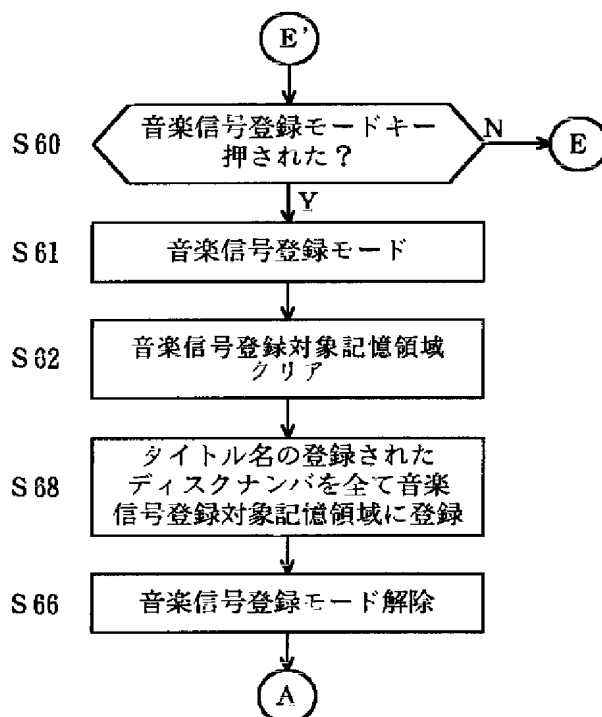 E'
S60
音楽信号登録モードキー
押された?
N
E
Y
S61
音楽信号登録モード
S62
音楽信号登録対象記憶領域
クリア
S68
タイトル名の登録された
ディスクナンバを全て音楽
信号登録対象記憶領域に登録
S66
音楽信号登録モード解除
A